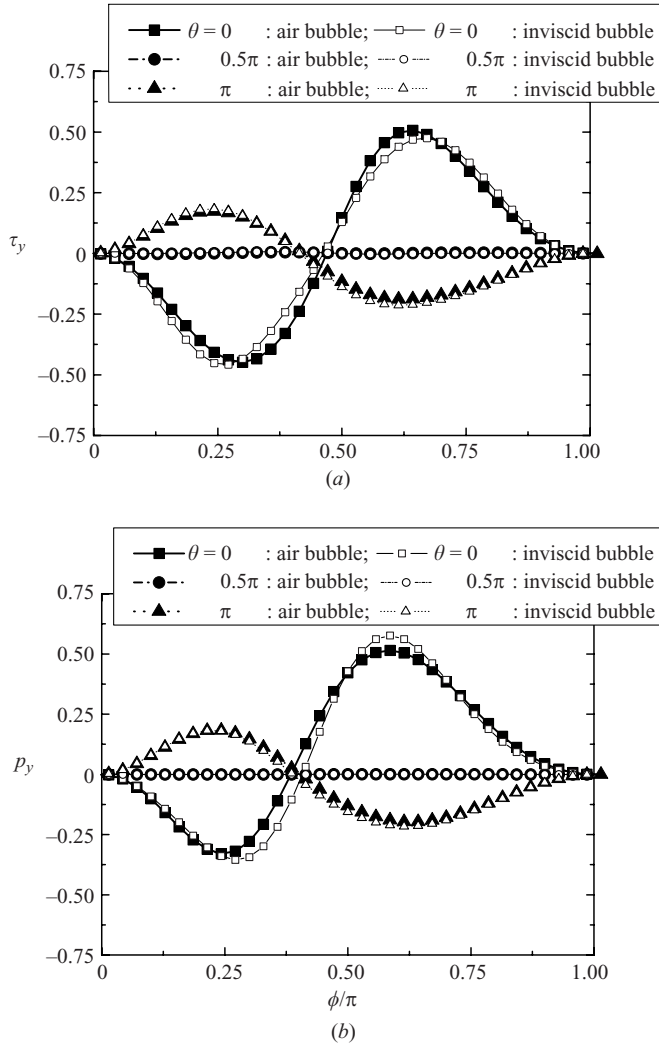 θ = 0 : air bubble; θ = 0 : inviscid bubble
0.5π : air bubble; 0.5π : inviscid bubble
π : air bubble; π : inviscid bubble
0.75
0.50
0.25
τy
0
–0.25
–0.50
–0.75
0 0.25 0.50 0.75 1.00
(a)
θ = 0 : air bubble; θ = 0 : inviscid bubble
0.5π : air bubble; 0.5π : inviscid bubble
π : air bubble; π : inviscid bubble
0.75
0.50
0.25
py
0
–0.25
–0.50
–0.75
0 0.25 0.50 0.75 1.00
ϕ/π
(b)